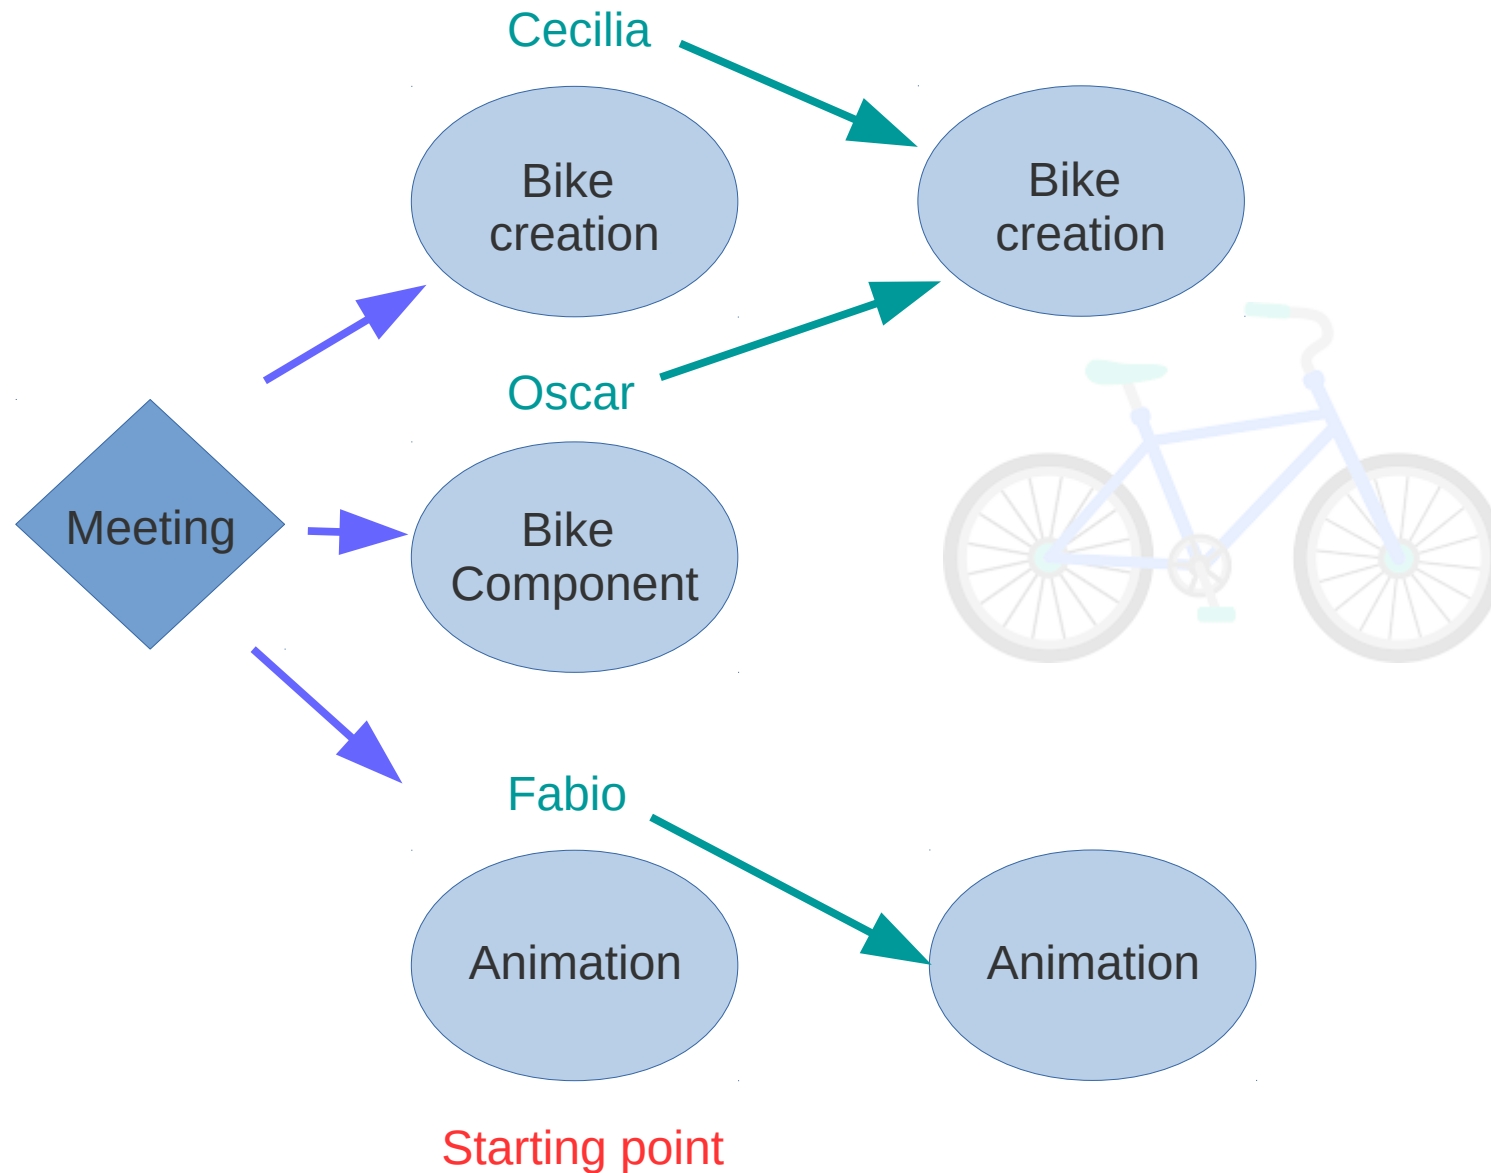 Cecilia
Bike
creation
Bike
creation
Oscar
Meeting
Bike
Component
Fabio
Animation
Animation
Starting point